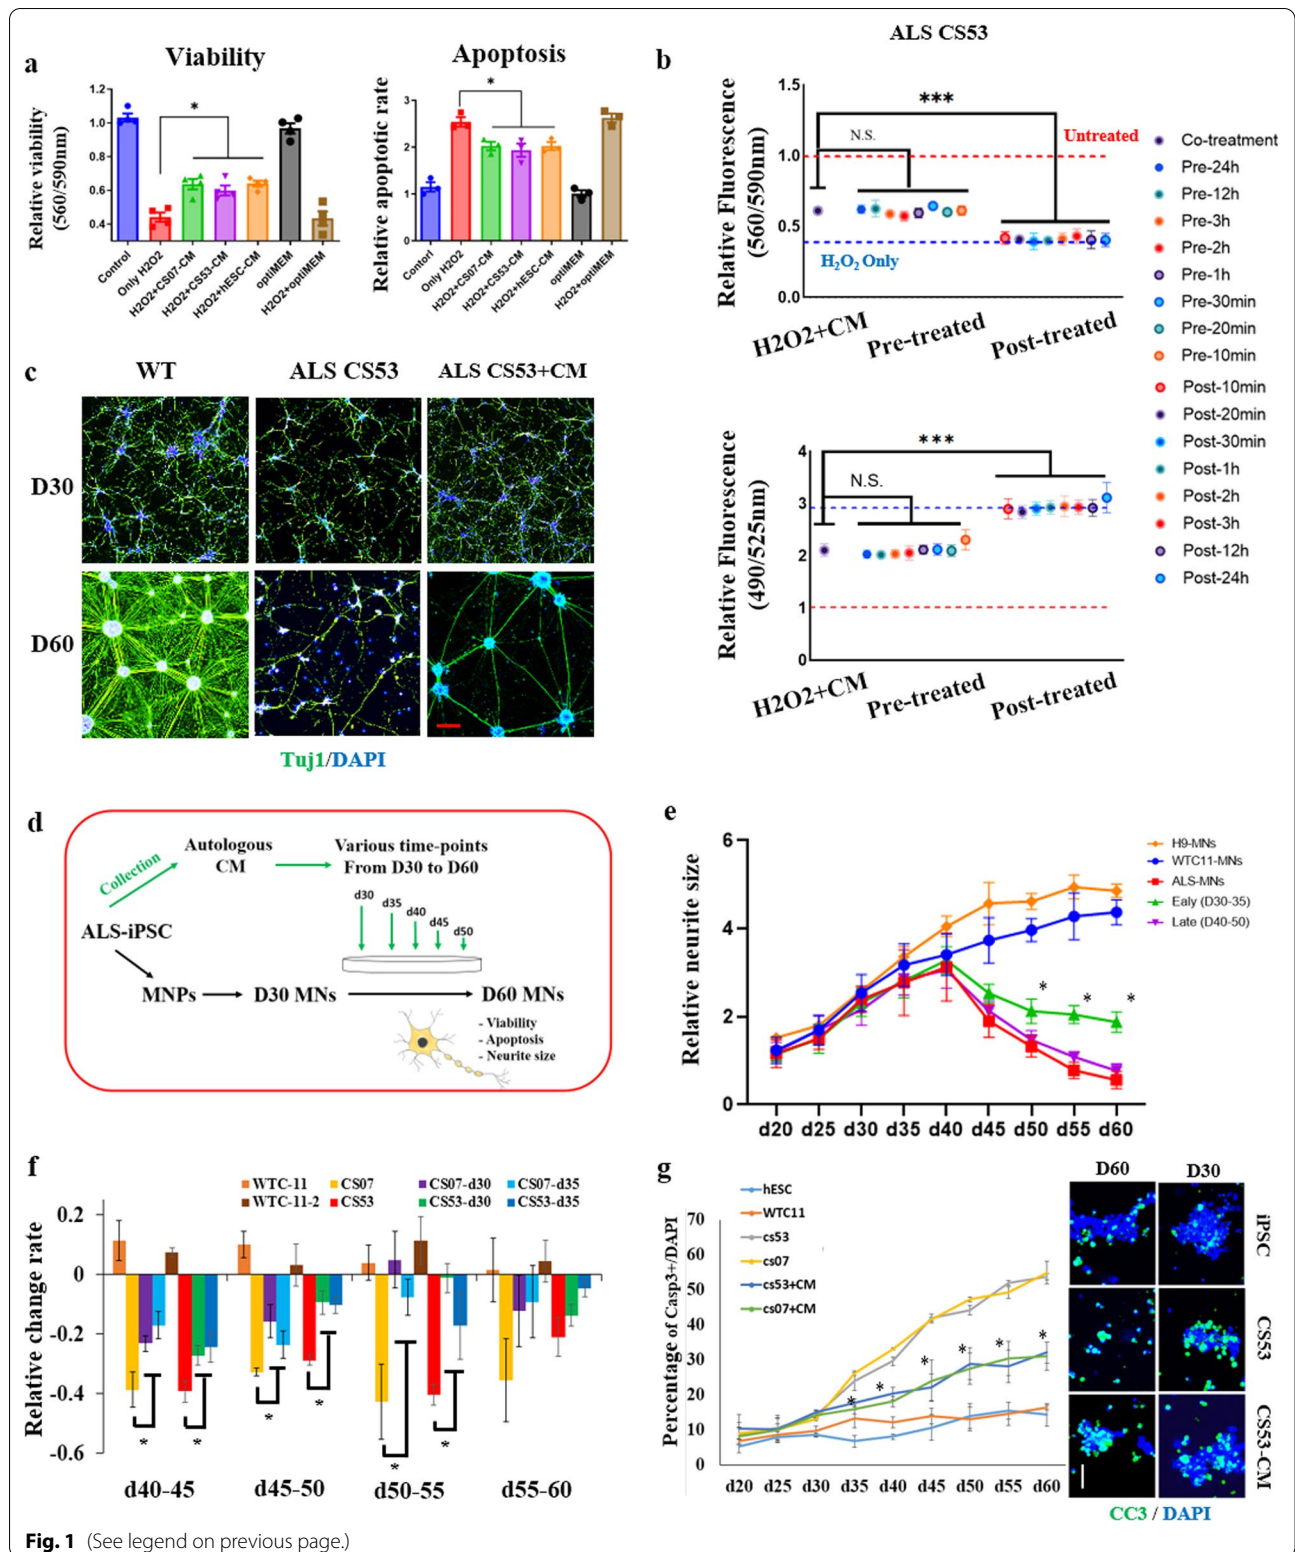 a
Viability
Relative viability
(560/590nm)
1.2
1.0
0.8
0.6
0.4
*
Control
Only H2O2
H2O2+CS07-CM
H2O2+CS53-CM
H2O2+hESC-CM
optiMEM
H2O2+optiMEM
Apoptosis
Relative apoptotic rate
3
2
1
0
*
Contorl
Only H2O2
H2O2+CS07-CM
H2O2+CS53-CM
H2O2+hESC-CM
optiMEM
H2O2+optiMEM
b
ALS CS53
Relative Fluorescence
(560/590nm)
1.5
1.0
0.5
0.0
***
N.S.
Untreated
H2O2 Only
H2O2+CM
Pre-treated
Post-treated
Relative Fluorescence
(490/525nm)
4
3
2
1
0
***
N.S.
H2O2+CM
Pre-treated
Post-treated
Co-treatment
Pre-24h
Pre-12h
Pre-3h
Pre-2h
Pre-1h
Pre-30min
Pre-20min
Pre-10min
Post-10min
Post-20min
Post-30min
Post-1h
Post-2h
Post-3h
Post-12h
Post-24h
c
WT
ALS CS53
ALS CS53+CM
D30
D60
Tuj1/DAPI
d
Collection
Autologous
CM
Various time-points
From D30 to D60
d30
d35
d40
d45
d50
ALS-iPSC
MNPs
D30 MNs
D60 MNs
- Viability
- Apoptosis
- Neurite size
e
Relative neurite size
6
4
2
0
* * *
d20 d25 d30 d35 d40 d45 d50 d55 d60
H9-MNs
WTC11-MNs
ALS-MNs
Ealy (D30-35)
Late (D40-50)
f
WTC-11 CS07 CS07-d30 CS07-d35
WTC-11-2 CS53 CS53-d30 CS53-d35
Relative change rate
0.2
0
-0.2
-0.4
-0.6
* * * * * *
d40-45 d45-50 d50-55 d55-60
g
hESC
WTC11
cs53
cs07
cs53+CM
cs07+CM
Percentage of Casp3+/DAPI
70
60
50
40
30
20
10
0
* * * * * *
d20 d25 d30 d35 d40 d45 d50 d55 d60
D60 D30
iPSC
CS53
CS53-CM
CC3 / DAPI
Fig. 1 (See legend on previous page.)